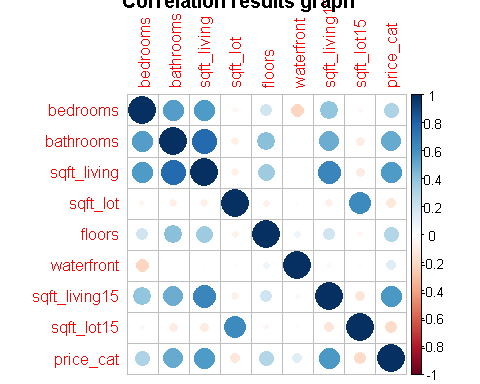 Correlation results graph
bedrooms
bathrooms
sqft_living
sqft_lot
floors
waterfront
sqft_living15
sqft_lot15
price_cat
bedrooms
bathrooms
sqft_living
sqft_lot
floors
waterfront
sqft_living15
sqft_lot15
price_cat
1
0.8
0.6
0.4
0.2
0
-0.2
-0.4
-0.6
-0.8
-1